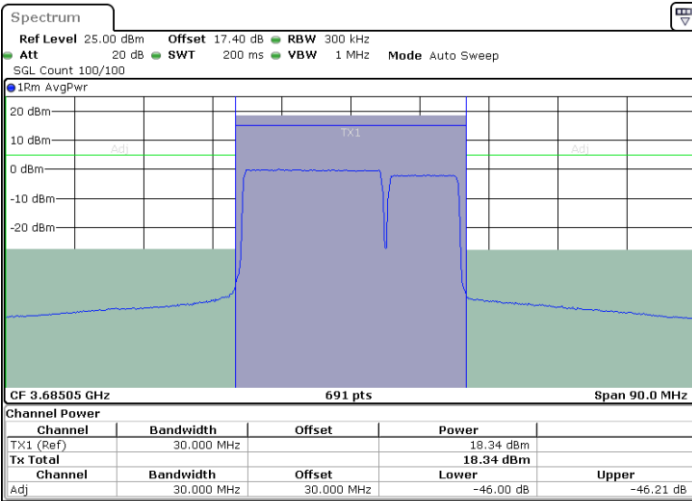 Spectrum
Ref Level 25.00 dBm Offset 17.40 dB RBW 300 kHz
Att 20 dB SWT 200 ms VBW 1 MHz Mode Auto Sweep
SGL Count 100/100
1Rm AvgPwr
20 dBm
TX1
10 dBm
Adj Adj
0 dBm
-10 dBm
-20 dBm
CF 3.68505 GHz 691 pts Span 90.0 MHz
Channel Power
Channel Bandwidth Offset Power
TX1 (Ref) 30.000 MHz 18.34 dBm
Tx Total 18.34 dBm
Channel Bandwidth Offset Lower Upper
Adj 30.000 MHz 30.000 MHz -46.00 dB -46.21 dB